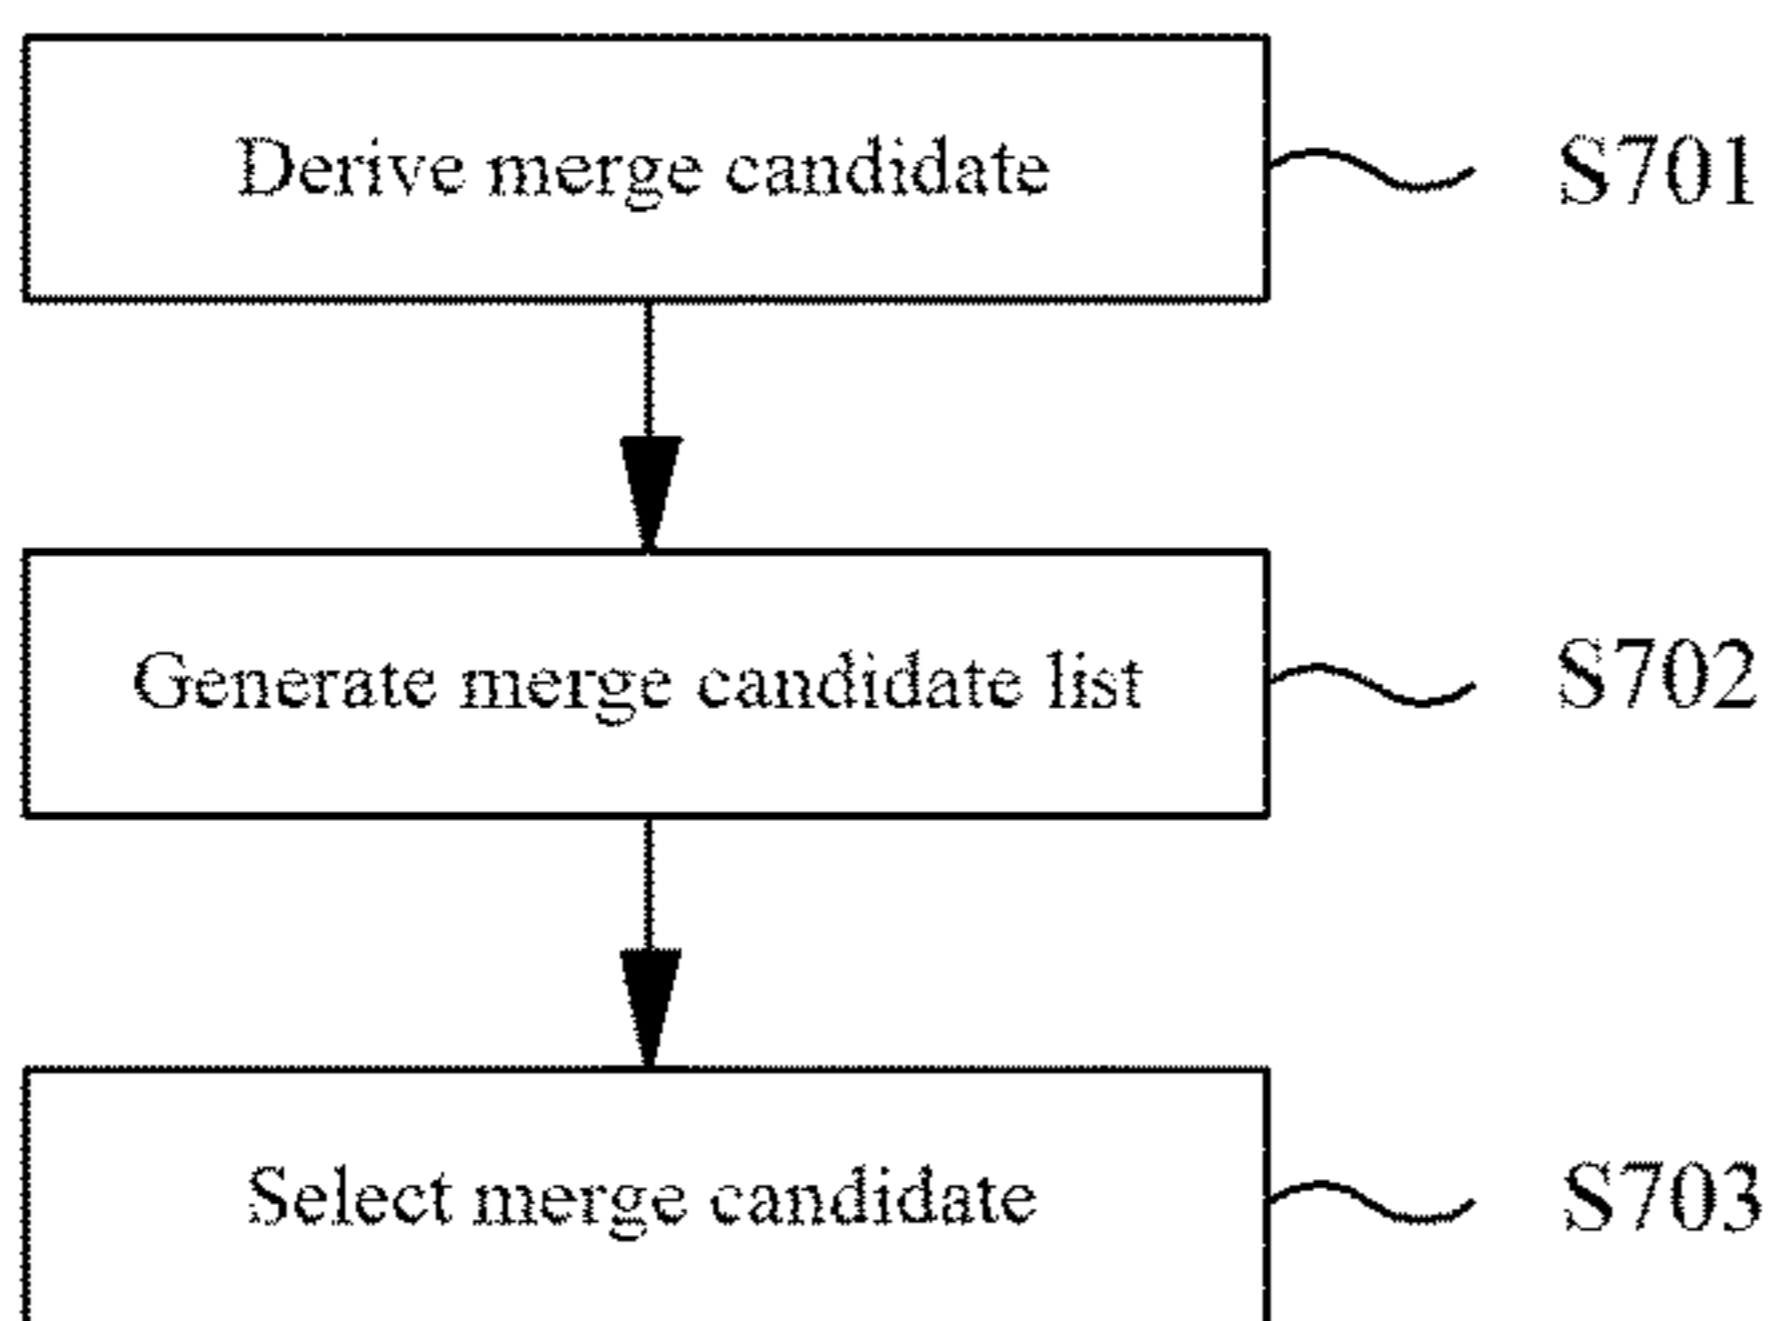 Derive merge candidate S701
Generate merge candidate list S702
Select merge candidate S703